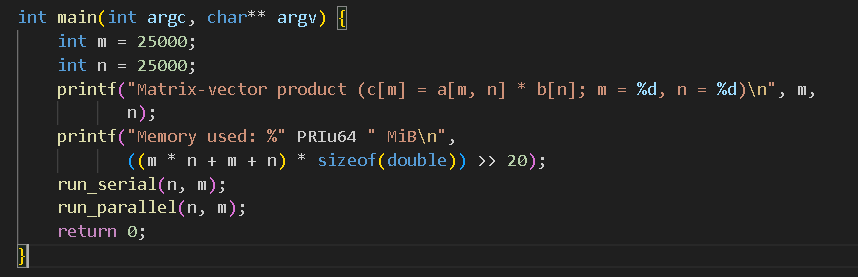 int main(int argc, char** argv) {
    int m = 25000;
    int n = 25000;
    printf("Matrix-vector product (c[m] = a[m, n] * b[n]; m = %d, n = %d)\n", m,
            n);
    printf("Memory used: %" PRIu64 " MiB\n",
            ((m * n + m + n) * sizeof(double)) >> 20);
    run_serial(n, m);
    run_parallel(n, m);
    return 0;
}